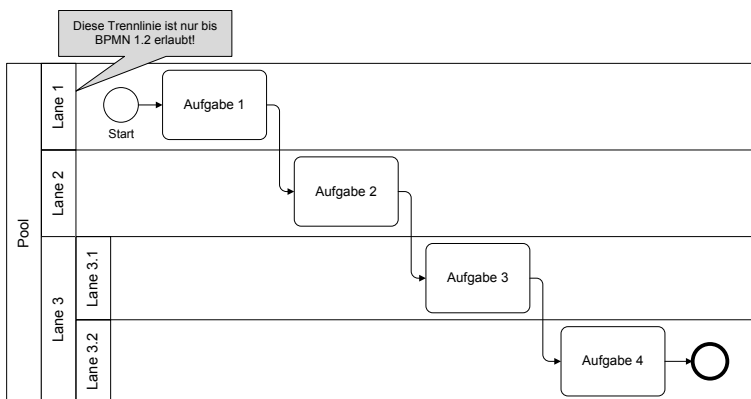 Diese Trennlinie ist nur bis
BPMN 1.2 erlaubt!
Pool
Lane 1
Start
Aufgabe 1
Lane 2
Aufgabe 2
Lane 3
Lane 3.1
Aufgabe 3
Lane 3.2
Aufgabe 4